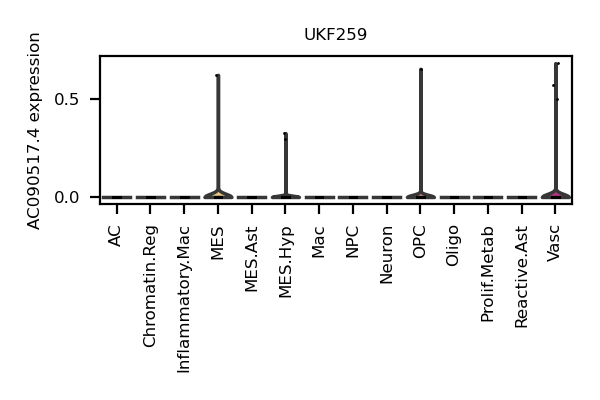 UKF259
AC090517.4 expression
0.5
0.0
AC
Chromatin.Reg
Inflammatory.Mac
MES
MES.Ast
MES.Hyp
Mac
NPC
Neuron
OPC
Oligo
Prolif.Metab
Reactive.Ast
Vasc